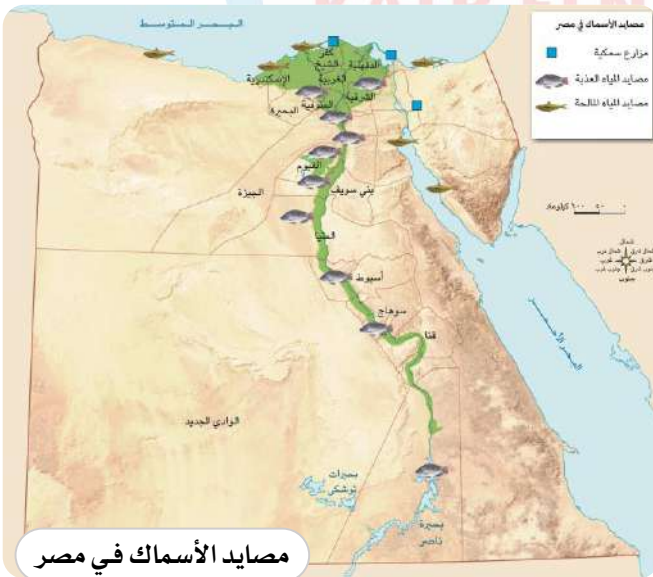 البحر المتوسط
مصايد الأسماك في مصر
مزارع سمكية
مصايد المياه العذبة
مصايد المياه المالحة
كفر
الشيخ
الدقهلية
الغربية
الإسكندرية
الشرقية
المنوفية
البحيرة
الفيوم
الجيزة
بني سويف
المنيا
أسيوط
سوهاج
قنا
الوادي الجديد
البحر الأحمر
بحيرات
توشكى
بحيرة
ناصر
شمال
شرق
غرب
جنوب
مصايد الأسماك في مصر